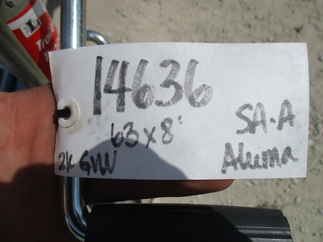 14636
63 x 8'
SA-A
2K GVW
Aluma